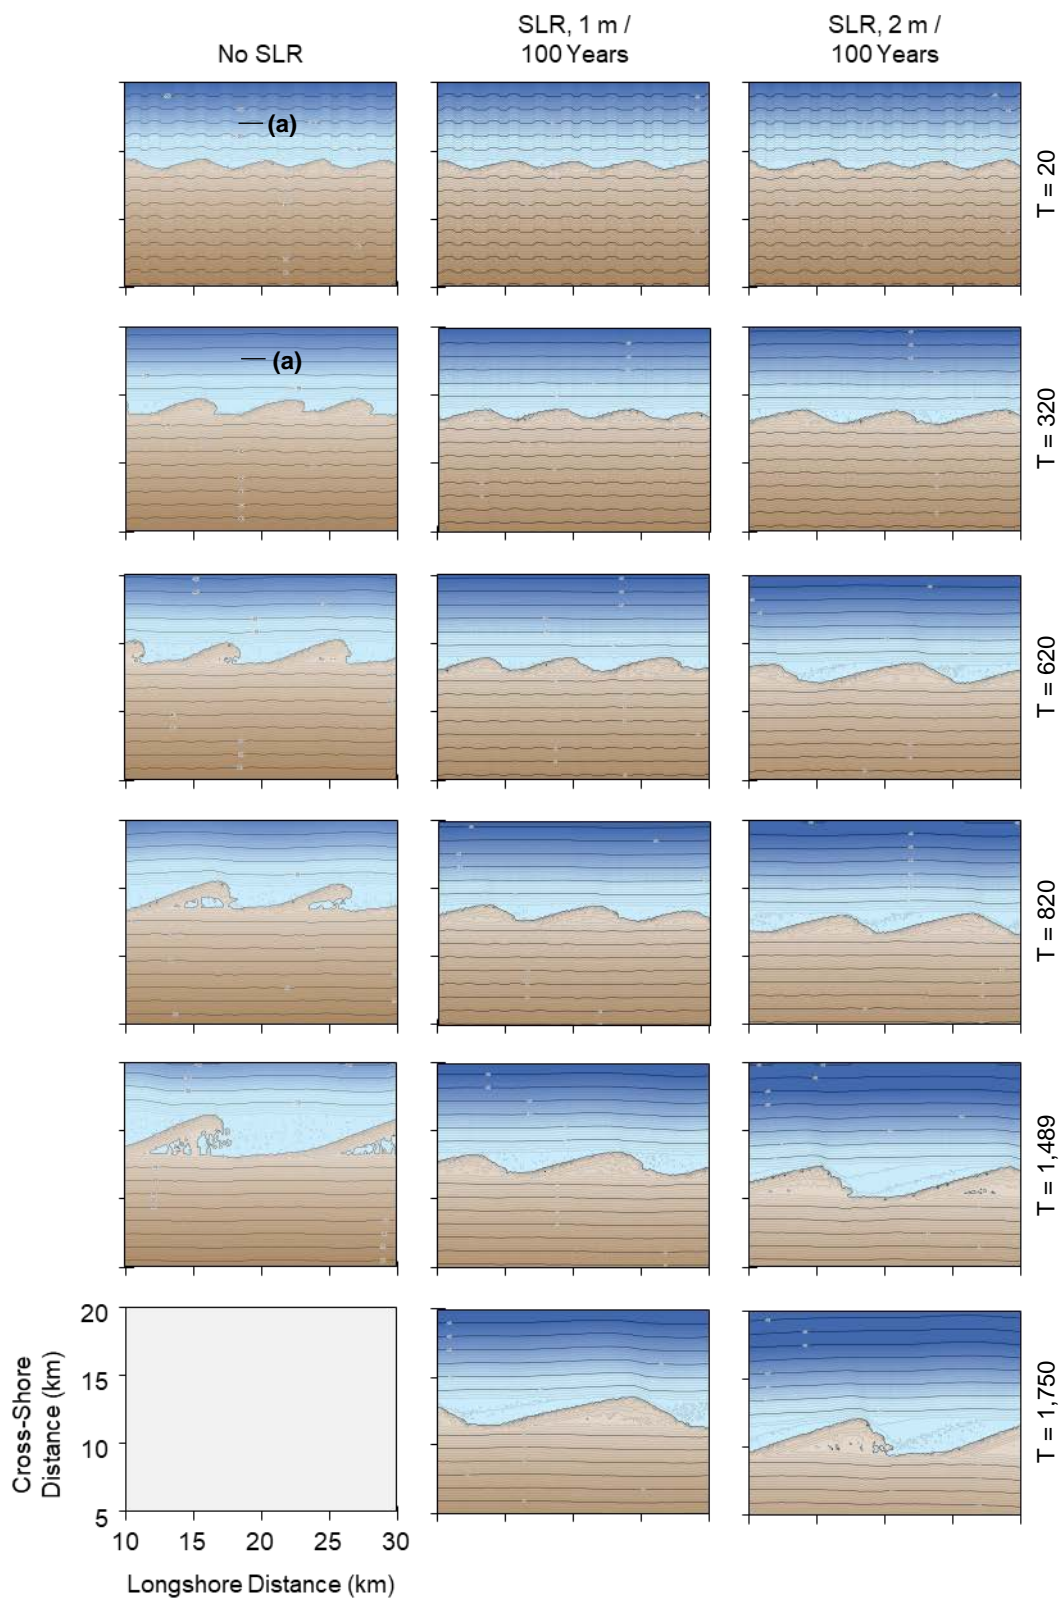 No SLR
SLR, 1 m /
100 Years
SLR, 2 m /
100 Years
(a)
T = 20
(a)
T = 320
T = 620
T = 820
T = 1,489
T = 1,750
Cross-Shore
Distance (km)
20
15
10
5
10 15 20 25 30
Longshore Distance (km)